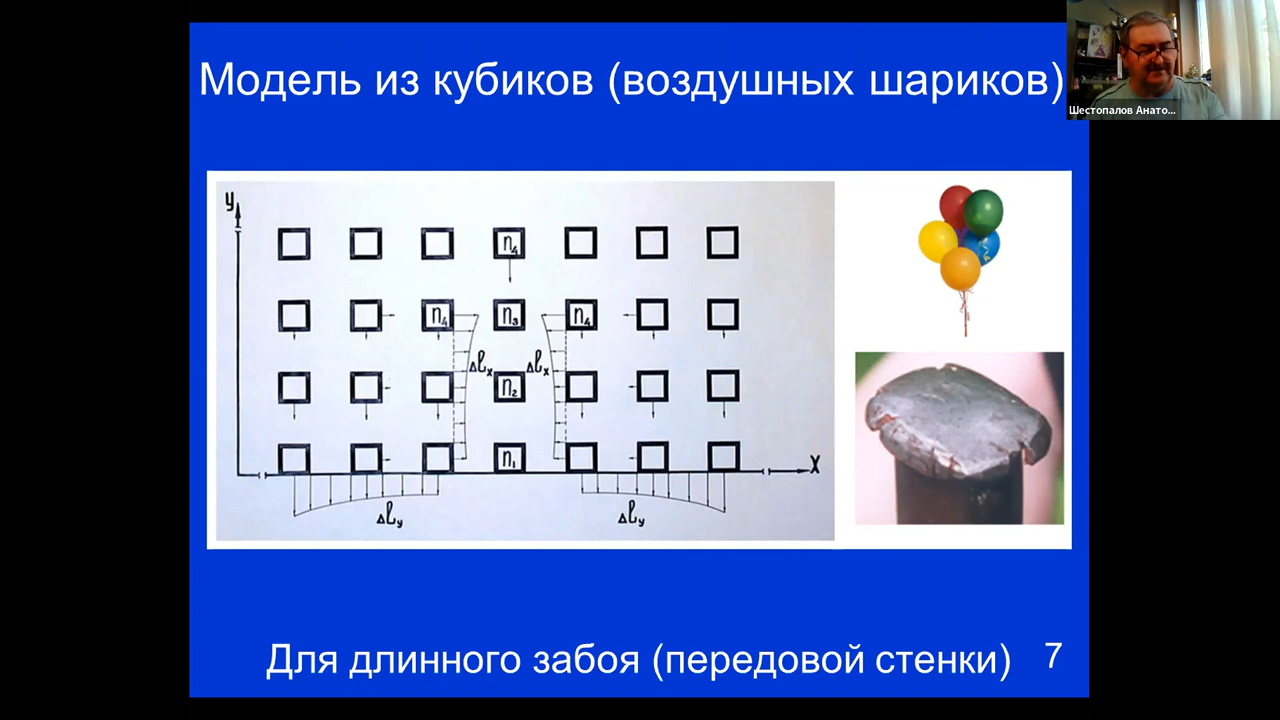 Модель из кубиков (воздушных шариков)
Шестопалов Анато...
y
n₄
n₄ n₃ n₄
Δℓx Δℓx
n₂
n₁
X
Δℓy Δℓy
Для длинного забоя (передовой стенки) 7